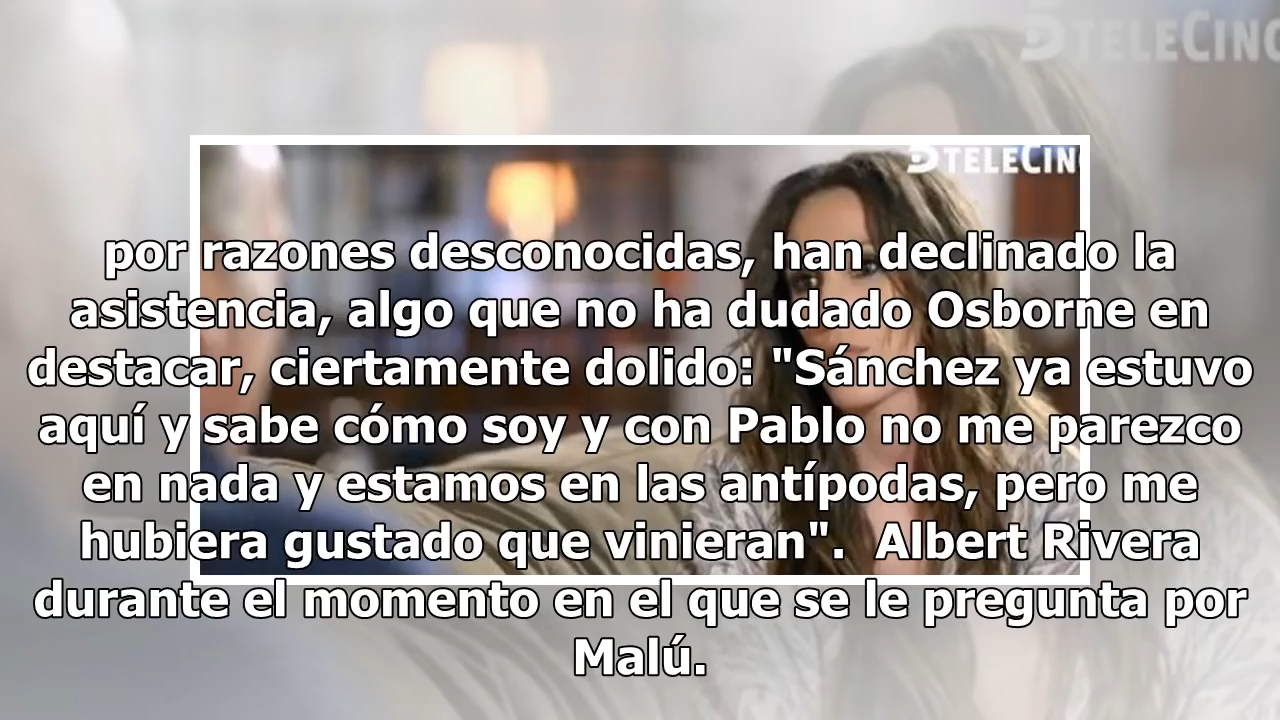 TELECINC
TELECIN
por razones desconocidas, han declinado la
asistencia, algo que no ha dudado Osborne en
destacar, ciertamente dolido: "Sánchez ya estuvo
aquí y sabe cómo soy y con Pablo no me parezco
en nada y estamos en las antípodas, pero me
hubiera gustado que vinieran".  Albert Rivera
durante el momento en el que se le pregunta por
Malú.